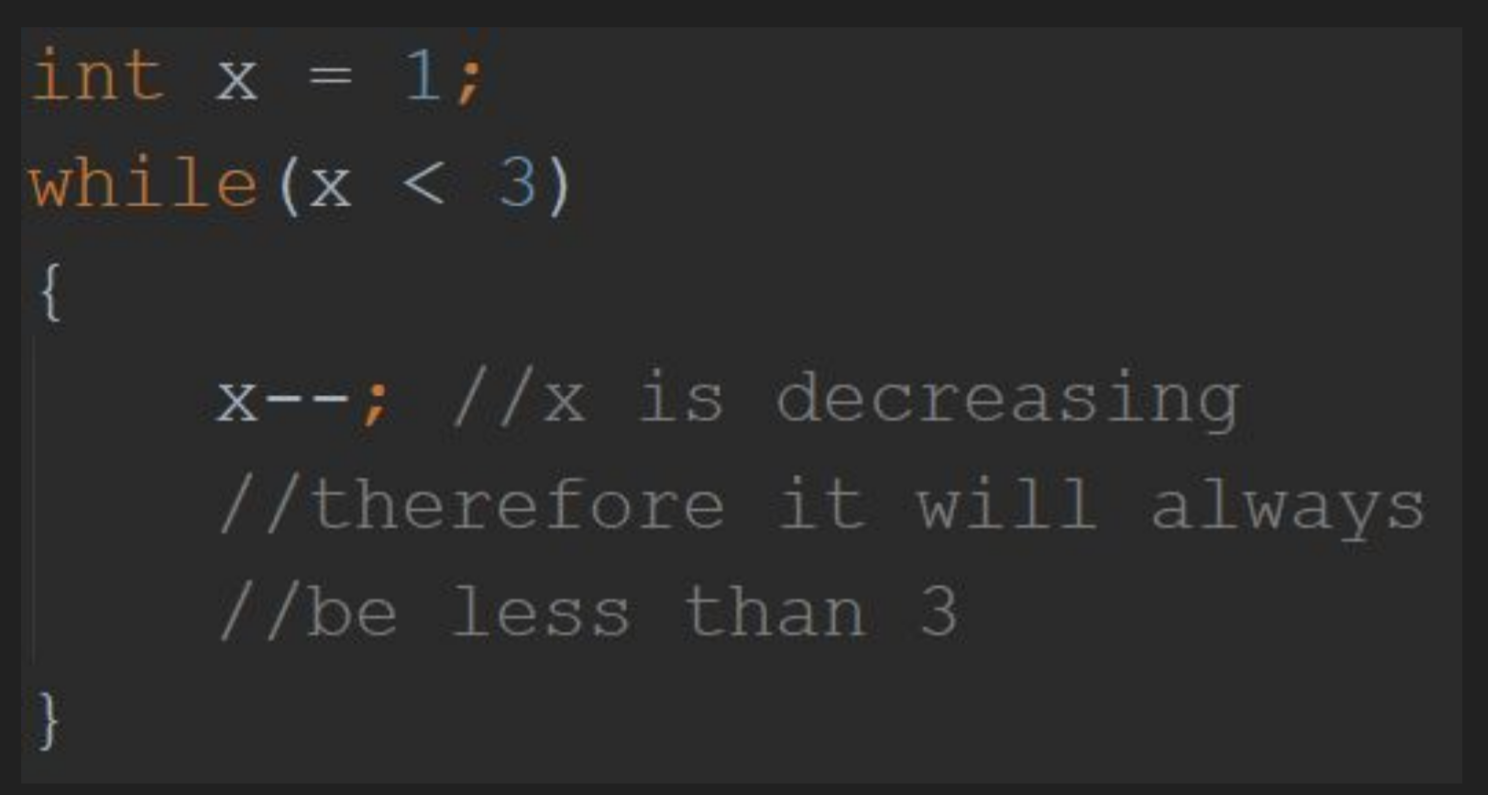 int x = 1;
while(x < 3)
{
    x--; //x is decreasing
    //therefore it will always
    //be less than 3
}